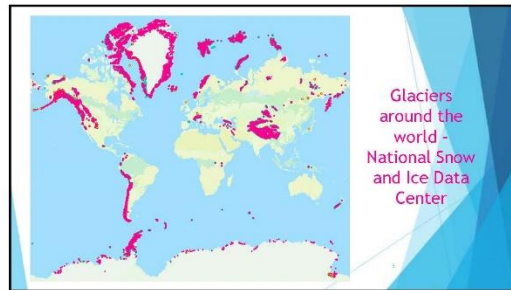 Glaciers
around the
world -
National Snow
and Ice Data
Center